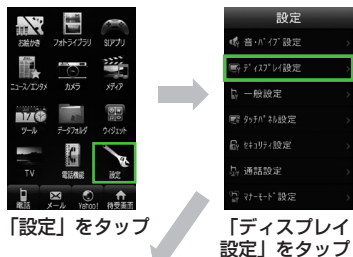 お絵かき フォトライブラリ S!アプリ
ニュース/エンタメ カメラ メディア
ツール データフォルダ ウィジェット
TV 電話機能 設定
電話 メール Yahoo! 待受画面
「設定」をタップ
設定
音・バイブ設定
ディスプレイ設定
一般設定
タッチパネル設定
セキュリティ設定
通話設定
マナーモード設定
「ディスプレイ
設定」をタップ